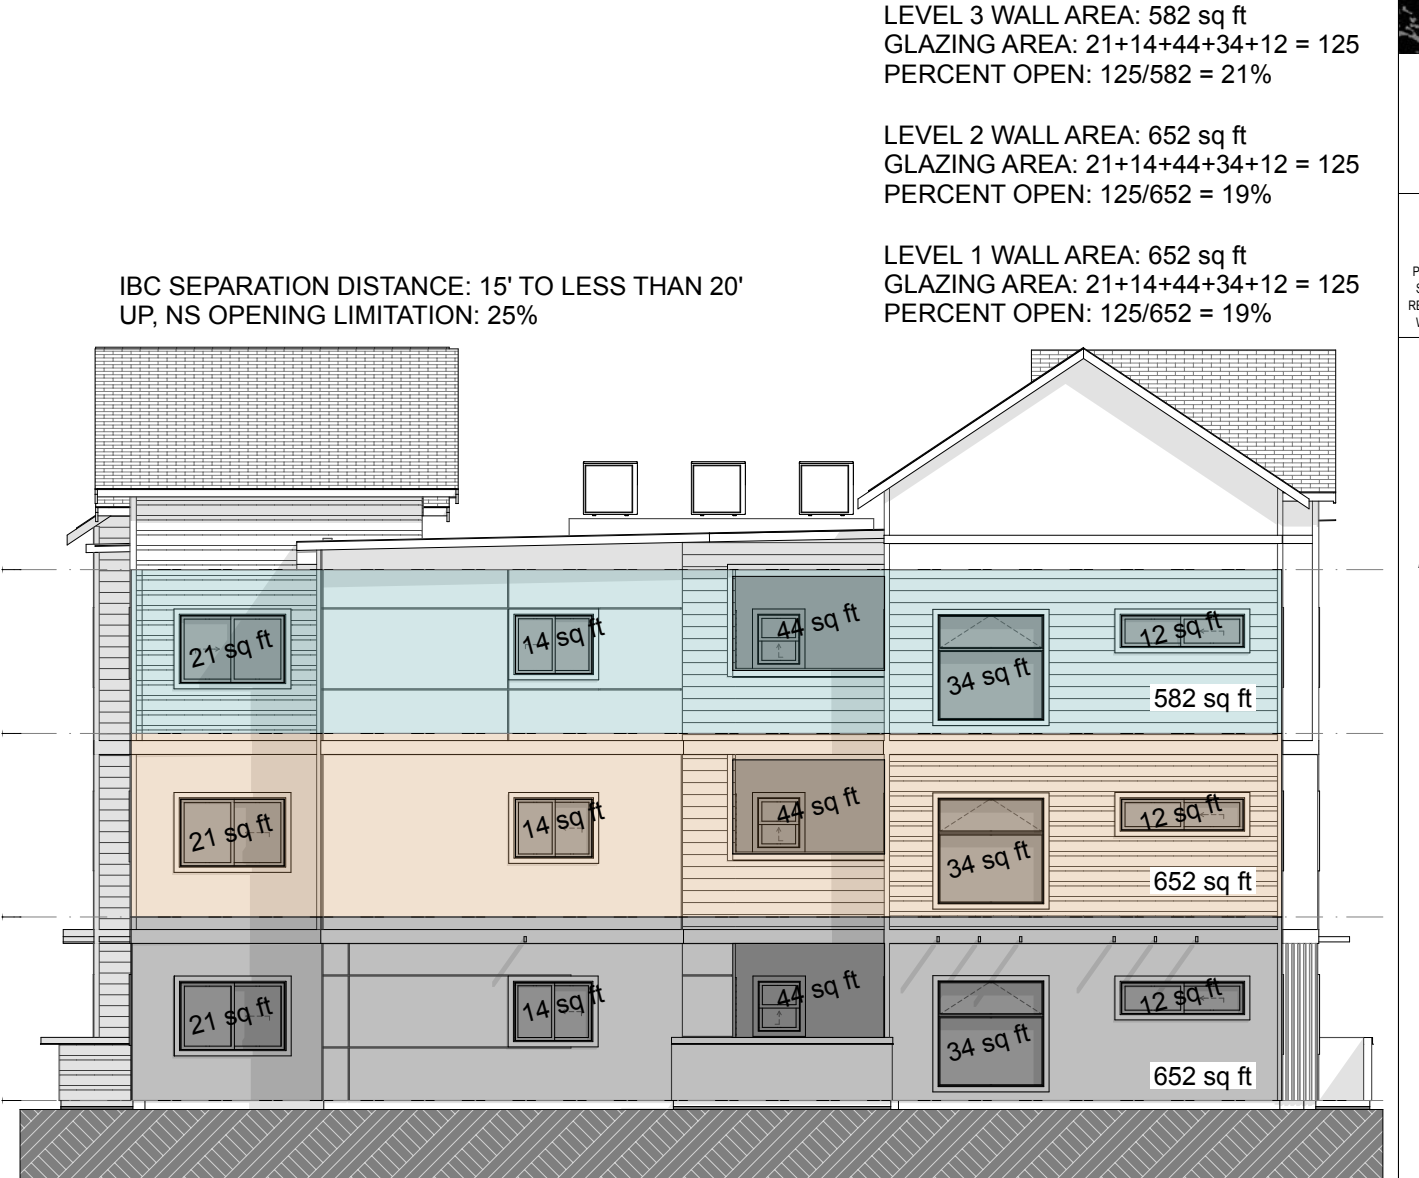 LEVEL 3 WALL AREA: 582 sq ft
GLAZING AREA: 21+14+44+34+12 = 125
PERCENT OPEN: 125/582 = 21%
LEVEL 2 WALL AREA: 652 sq ft
GLAZING AREA: 21+14+44+34+12 = 125
PERCENT OPEN: 125/652 = 19%
LEVEL 1 WALL AREA: 652 sq ft
GLAZING AREA: 21+14+44+34+12 = 125
PERCENT OPEN: 125/652 = 19%
IBC SEPARATION DISTANCE: 15' TO LESS THAN 20'
UP, NS OPENING LIMITATION: 25%
21 sq ft
14 sq ft
44 sq ft
34 sq ft
12 sq ft
582 sq ft
21 sq ft
14 sq ft
44 sq ft
34 sq ft
12 sq ft
652 sq ft
21 sq ft
14 sq ft
44 sq ft
34 sq ft
12 sq ft
652 sq ft